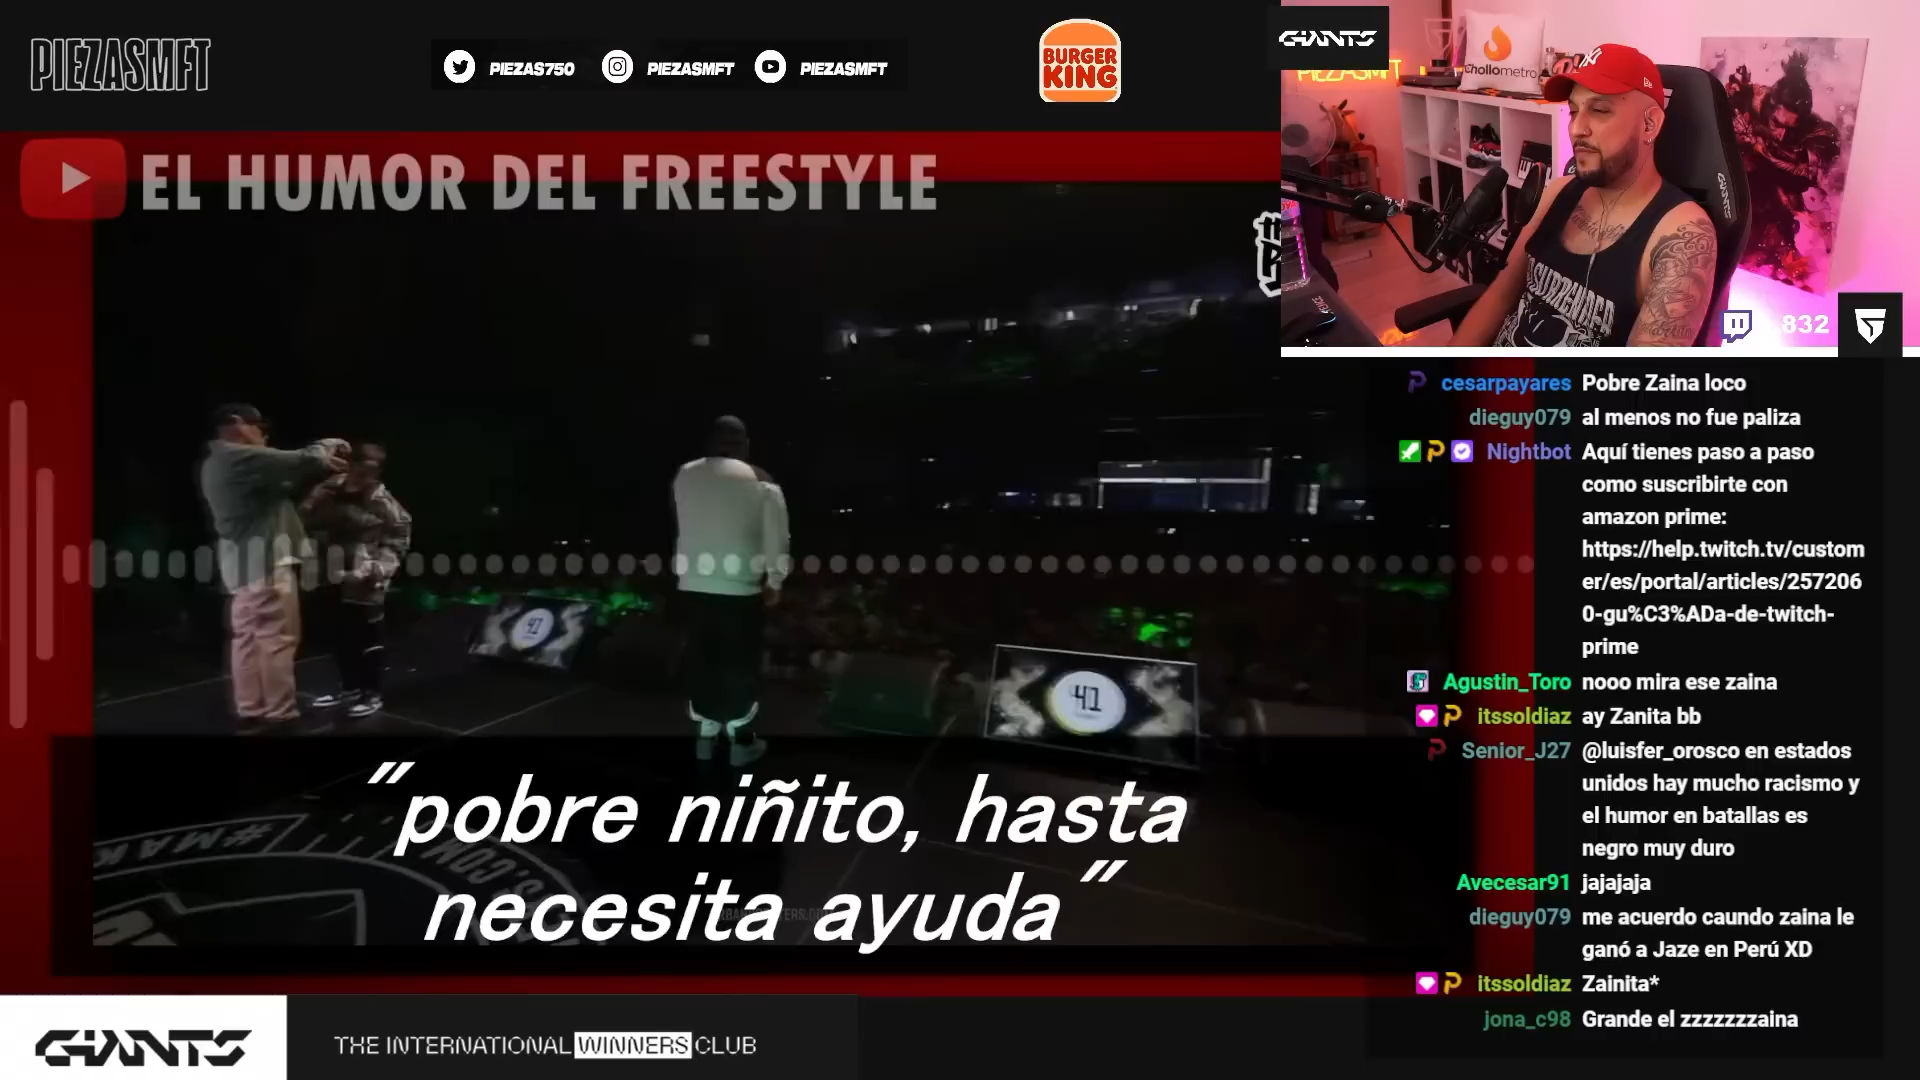 PIEZASMFT
PIEZAS750
PIEZASMFT
PIEZASMFT
BURGER
KING
GIANTS
PIEZASMFT
Chollometro
EL HUMOR DEL FREESTYLE
SURRENDER
832
cesarpayares Pobre Zaina loco
dieguy079 al menos no fue paliza
Nightbot Aquí tienes paso a paso
como suscribirte con
amazon prime:
https://help.twitch.tv/custom
er/es/portal/articles/257206
0-gu%C3%ADa-de-twitch-
prime
Agustin_Toro nooo mira ese zaina
itssoldiaz ay Zanita bb
Senior_J27 @luisfer_orosco en estados
unidos hay mucho racismo y
el humor en batallas es
negro muy duro
Avecesar91 jajajaja
dieguy079 me acuerdo caundo zaina le
ganó a Jaze en Perú XD
itssoldiaz Zainita*
jona_c98 Grande el zzzzzzzaina
41
41
"pobre niñito, hasta
necesita ayuda"
GIANTS
THE INTERNATIONAL WINNERS CLUB